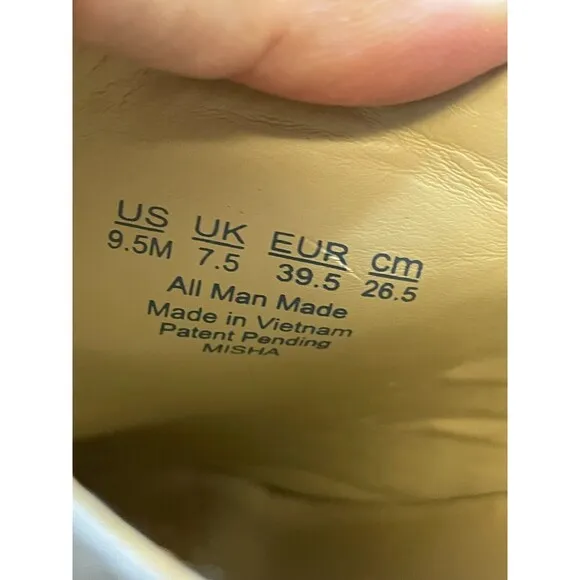 US UK EUR cm
9.5M 7.5 39.5 26.5
All Man Made
Made in Vietnam
Patent Pending
MISHA